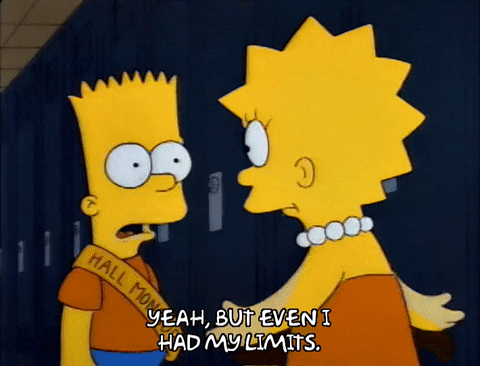 HALL MON
YEAH, BUT EVEN I
HAD MY LIMITS.